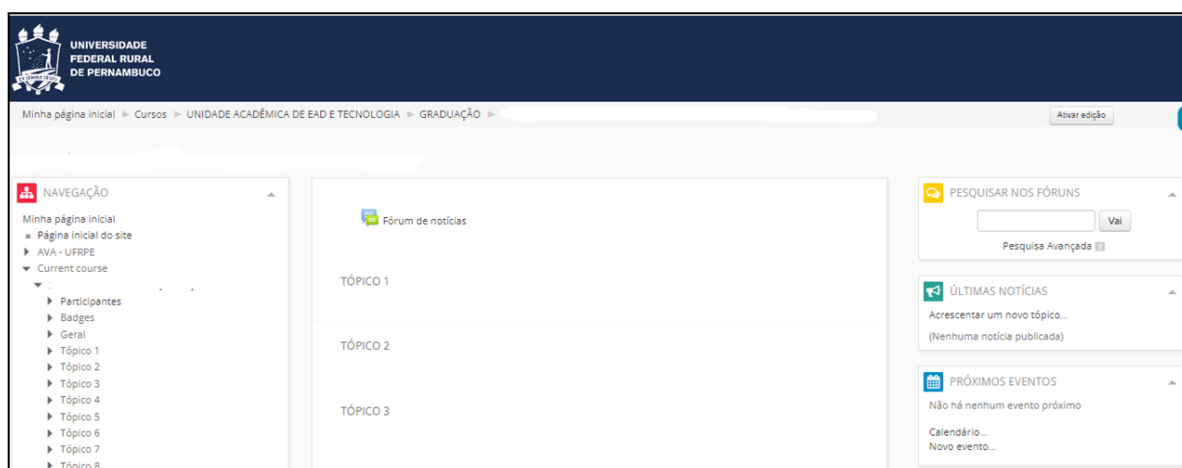 UNIVERSIDADE
FEDERAL RURAL
DE PERNAMBUCO
Minha página inicial ► Cursos ► UNIDADE ACADÊMICA DE EAD E TECNOLOGIA ► GRADUAÇÃO ►
Ativar edição
NAVEGAÇÃO
Minha página inicial
Página inicial do site
AVA - UFRPE
Current course
Participantes
Badges
Geral
Tópico 1
Tópico 2
Tópico 3
Tópico 4
Tópico 5
Tópico 6
Tópico 7
Tópico 8
Fórum de notícias
TÓPICO 1
TÓPICO 2
TÓPICO 3
PESQUISAR NOS FÓRUNS
Vai
Pesquisa Avançada
ÚLTIMAS NOTÍCIAS
Acrescentar um novo tópico...
(Nenhuma notícia publicada)
PRÓXIMOS EVENTOS
Não há nenhum evento próximo
Calendário...
Novo evento...